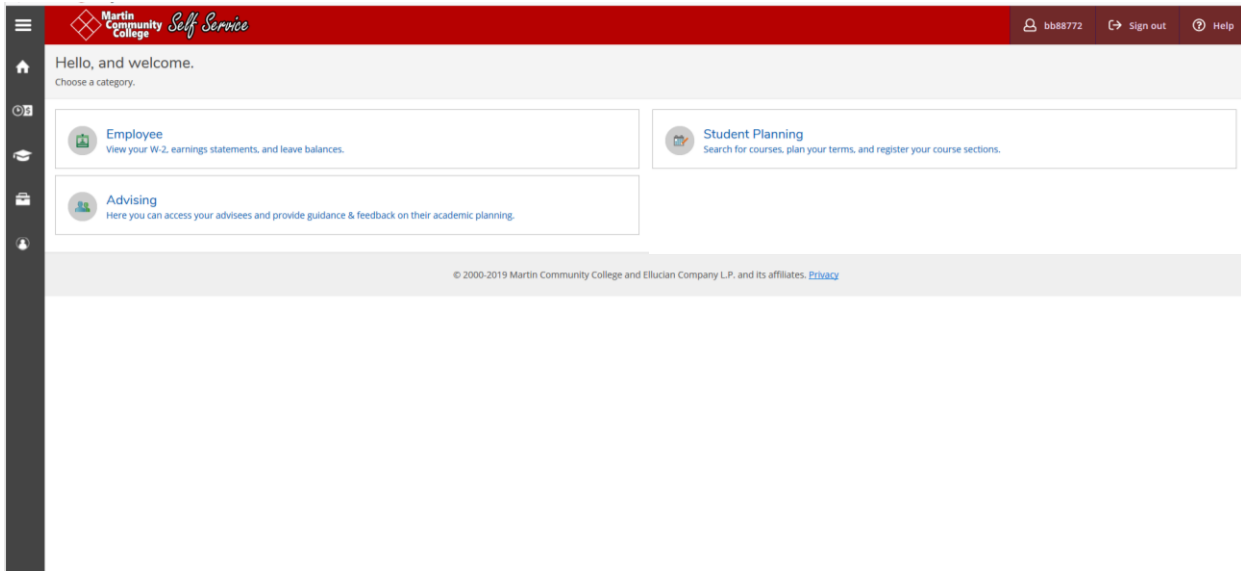 Martin
Community
College
Self Service
bb88772
Sign out
Help
Hello, and welcome.
Choose a category.
Employee
View your W-2, earnings statements, and leave balances.
Student Planning
Search for courses, plan your terms, and register your course sections.
Advising
Here you can access your advisees and provide guidance & feedback on their academic planning.
© 2000-2019 Martin Community College and Ellucian Company L.P. and its affiliates. Privacy